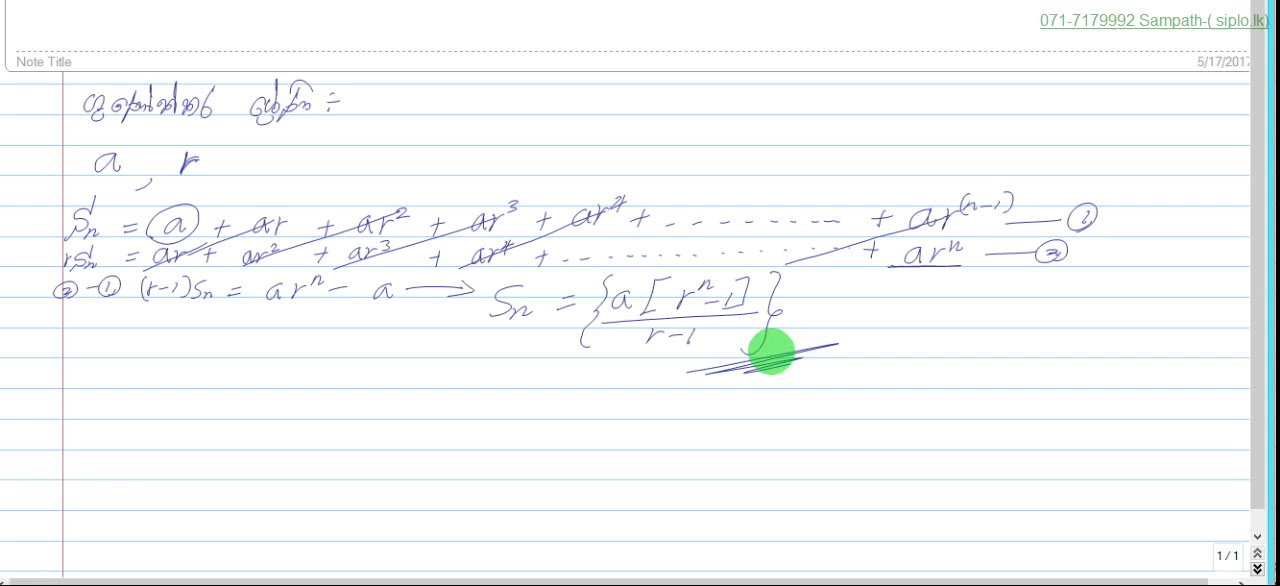 071-7179992 Sampath-( siplo.lk)
Note Title
5/17/2017
ගුණෝත්තර ශ්‍රේණි :-
a , r
Sn = a + ar + ar² + ar³ + ar⁴ + - - - - - - - - - + ar⁽ⁿ⁻¹⁾ —— ①
rSn = ar + ar² + ar³ + ar⁴ + - - . . . . . . . . . . . + arⁿ —— ②
② - ① (r-1)Sn = arⁿ - a ⟶ Sn = {a[rⁿ-1] / r-1}
1 / 1